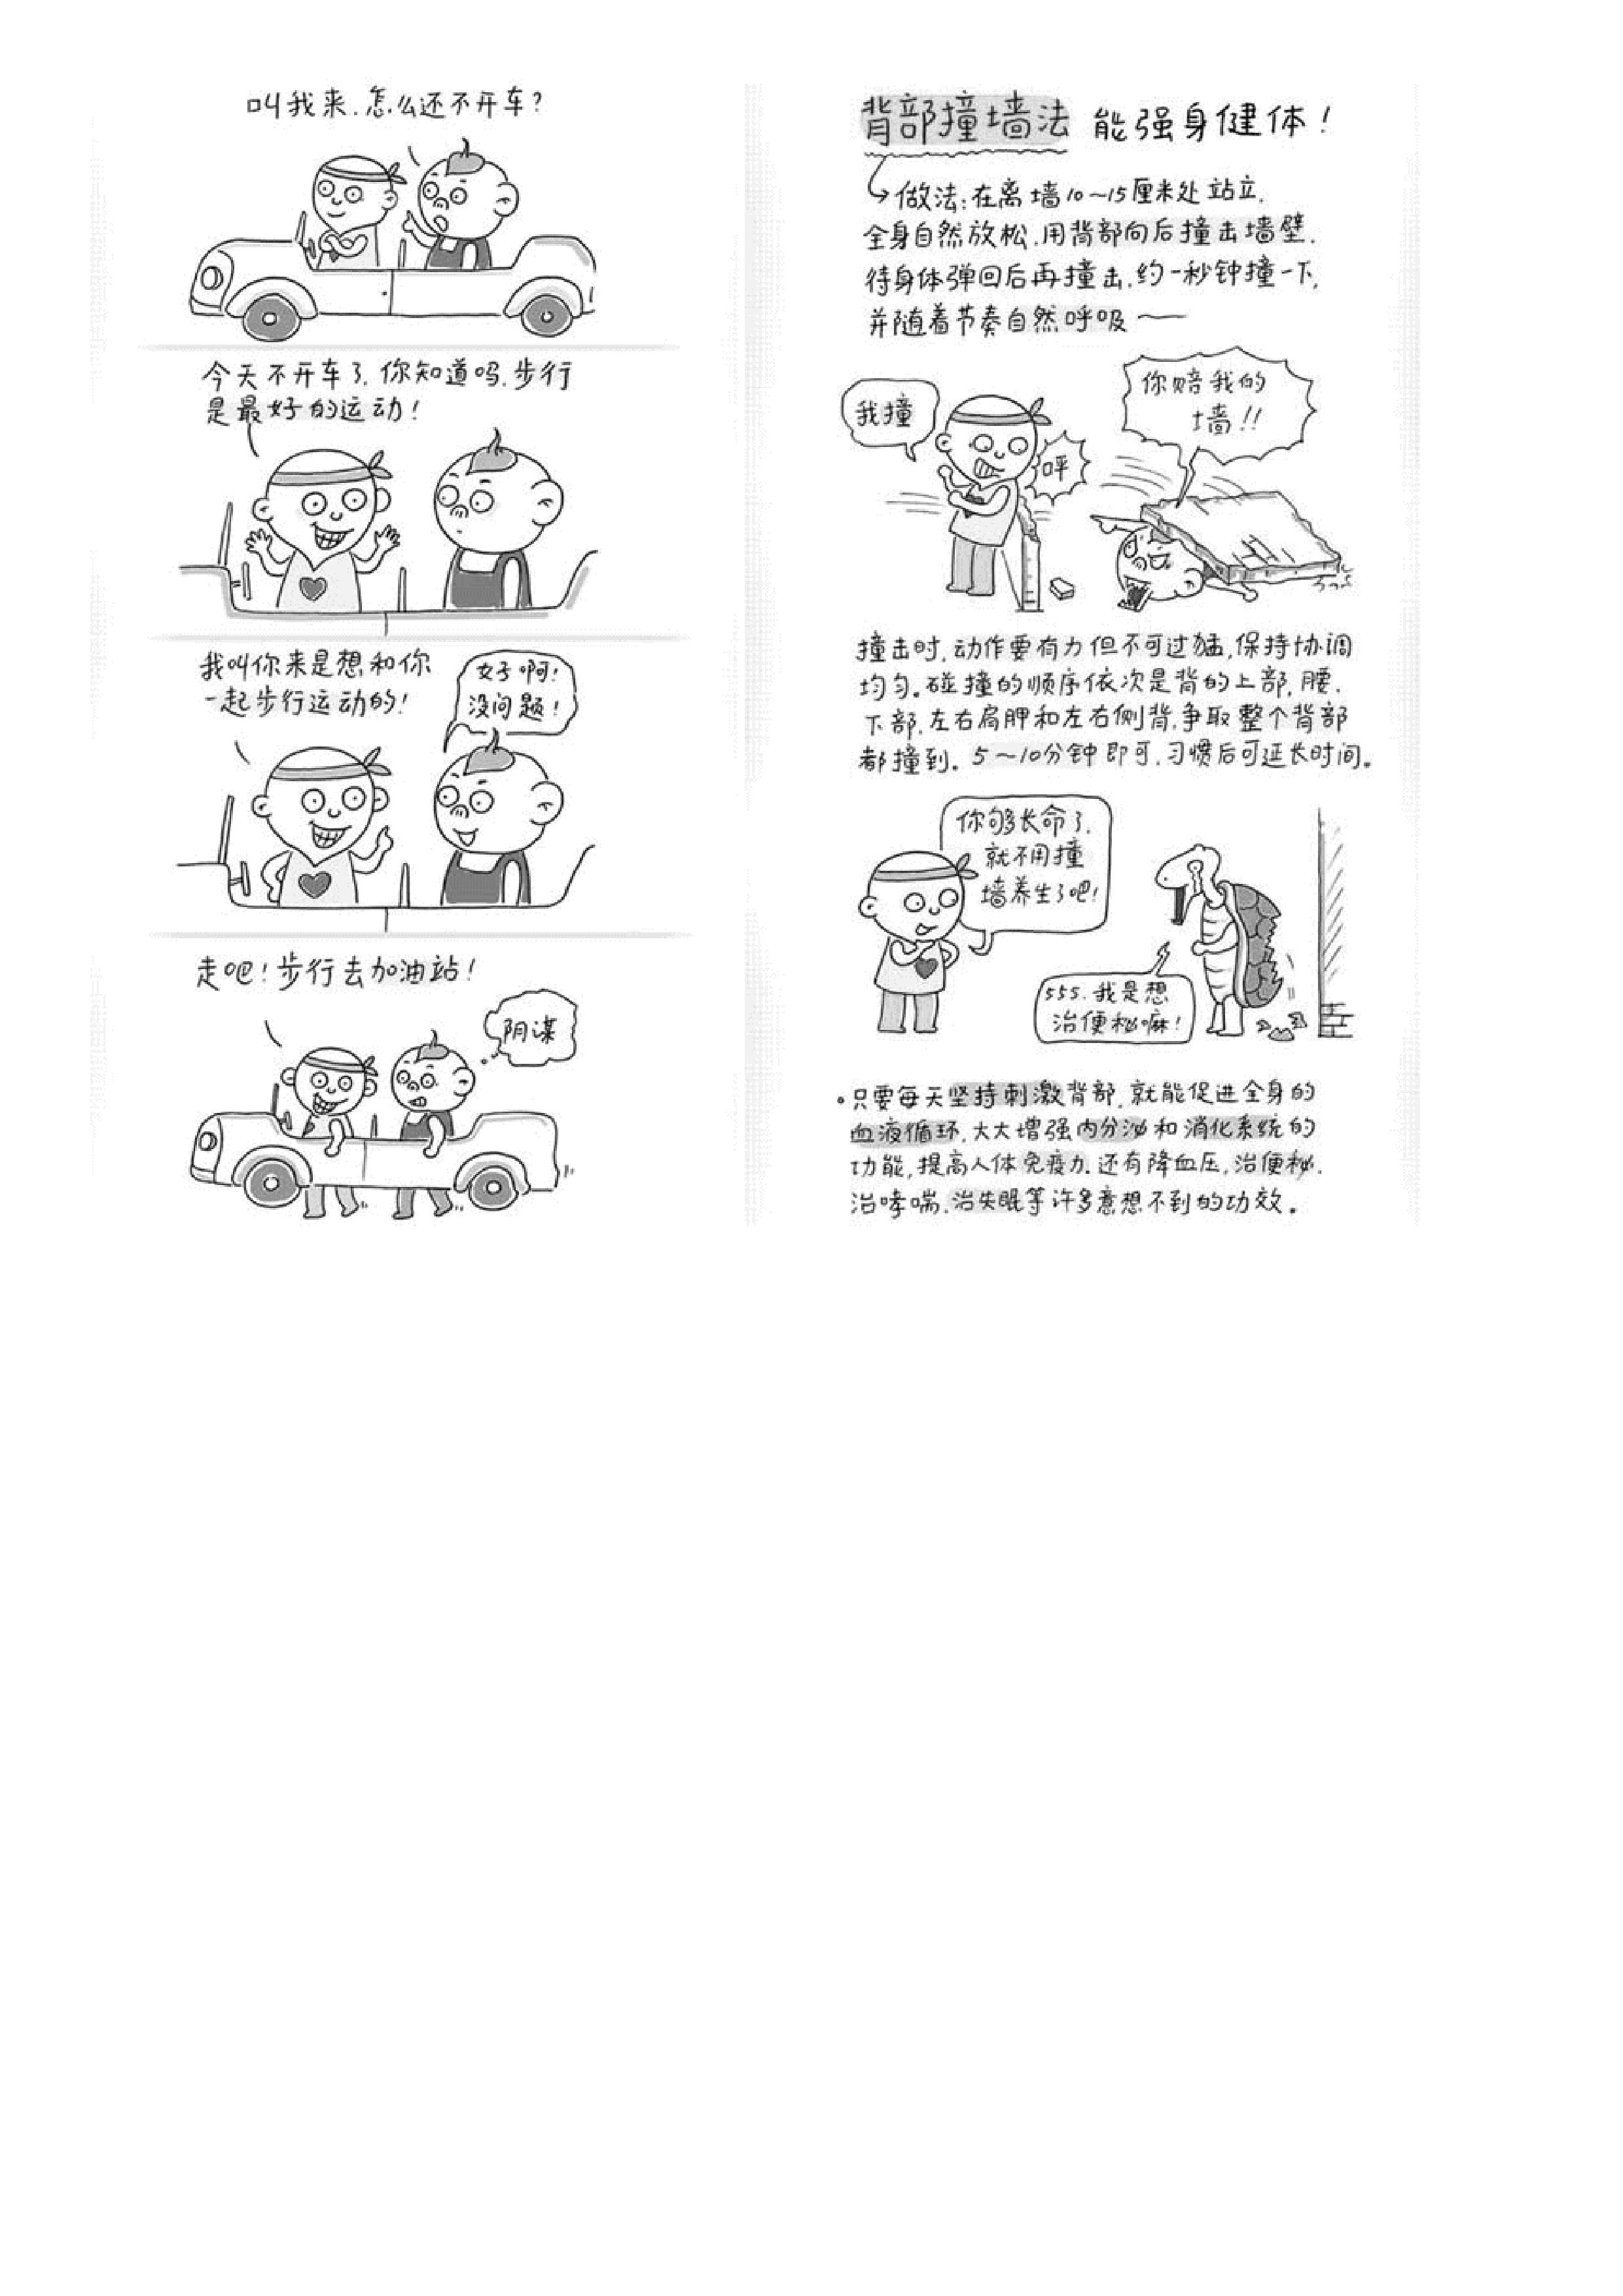 叫我来.怎么还不开车?
今天不开车了,你知道吗.步行
是最好的运动!
我叫你来是想和你
一起步行运动的!
好啊!
没问题!
走吧!步行去加油站!
阴谋
背部撞墙法 能强身健体!
做法:在离墙10~15厘米处站立.
全身自然放松,用背部向后撞击墙壁.
待身体弹回后再撞击.约一秒钟撞一下,
并随着节奏自然呼吸~
我撞
呯
你赔我的
墙!!
撞击时,动作要有力但不可过猛,保持协调
均匀。碰撞的顺序依次是背的上部,腰.
下部,左右肩胛和左右侧背,争取整个背部
都撞到。5~10分钟即可,习惯后可延长时间。
你够长命了.
就不用撞
墙养生了吧!
555.我是想
治便秘嘛!
。只要每天坚持刺激背部,就能促进全身的
血液循环,大大增强内分泌和消化系统的
功能,提高人体免疫力.还有降血压,治便秘.
治哮喘.治失眠等许多意想不到的功效。